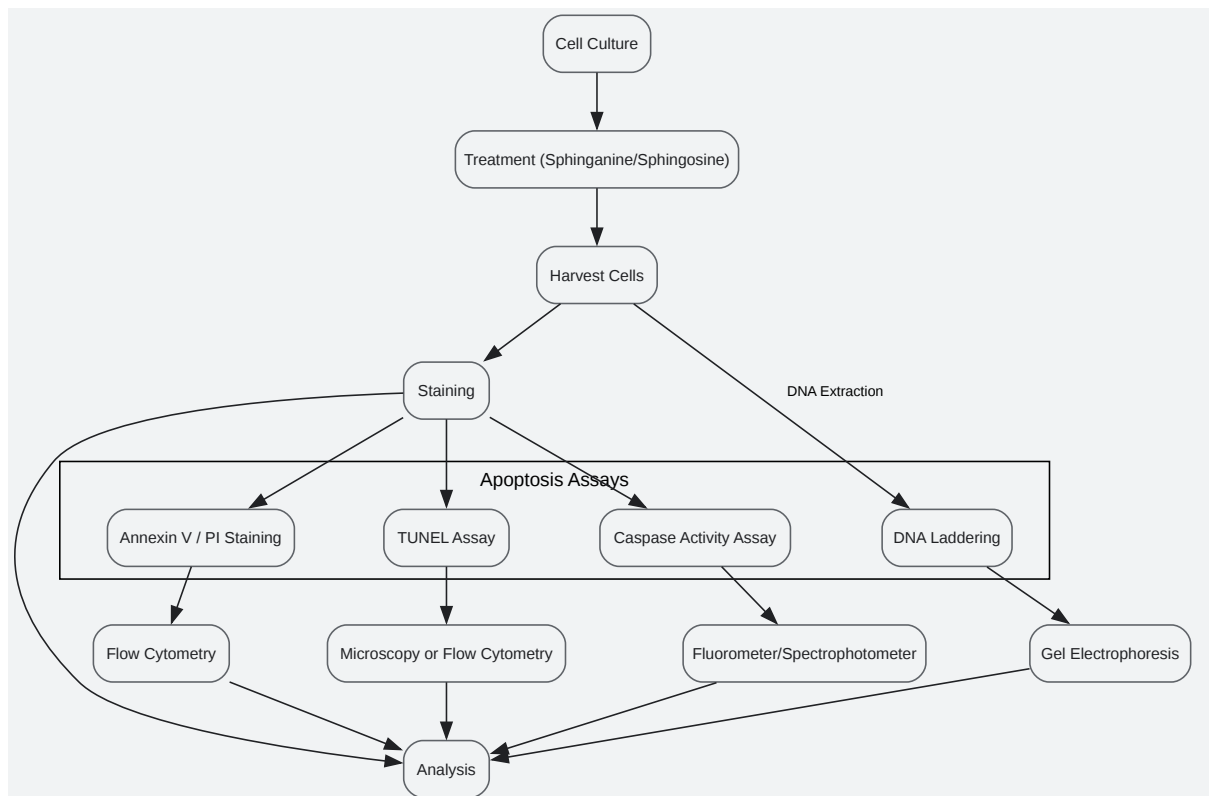 Cell Culture
Treatment (Sphinganine/Sphingosine)
Harvest Cells
Staining
DNA Extraction
Apoptosis Assays
Annexin V / PI Staining
TUNEL Assay
Caspase Activity Assay
DNA Laddering
Flow Cytometry
Microscopy or Flow Cytometry
Fluorometer/Spectrophotometer
Gel Electrophoresis
Analysis